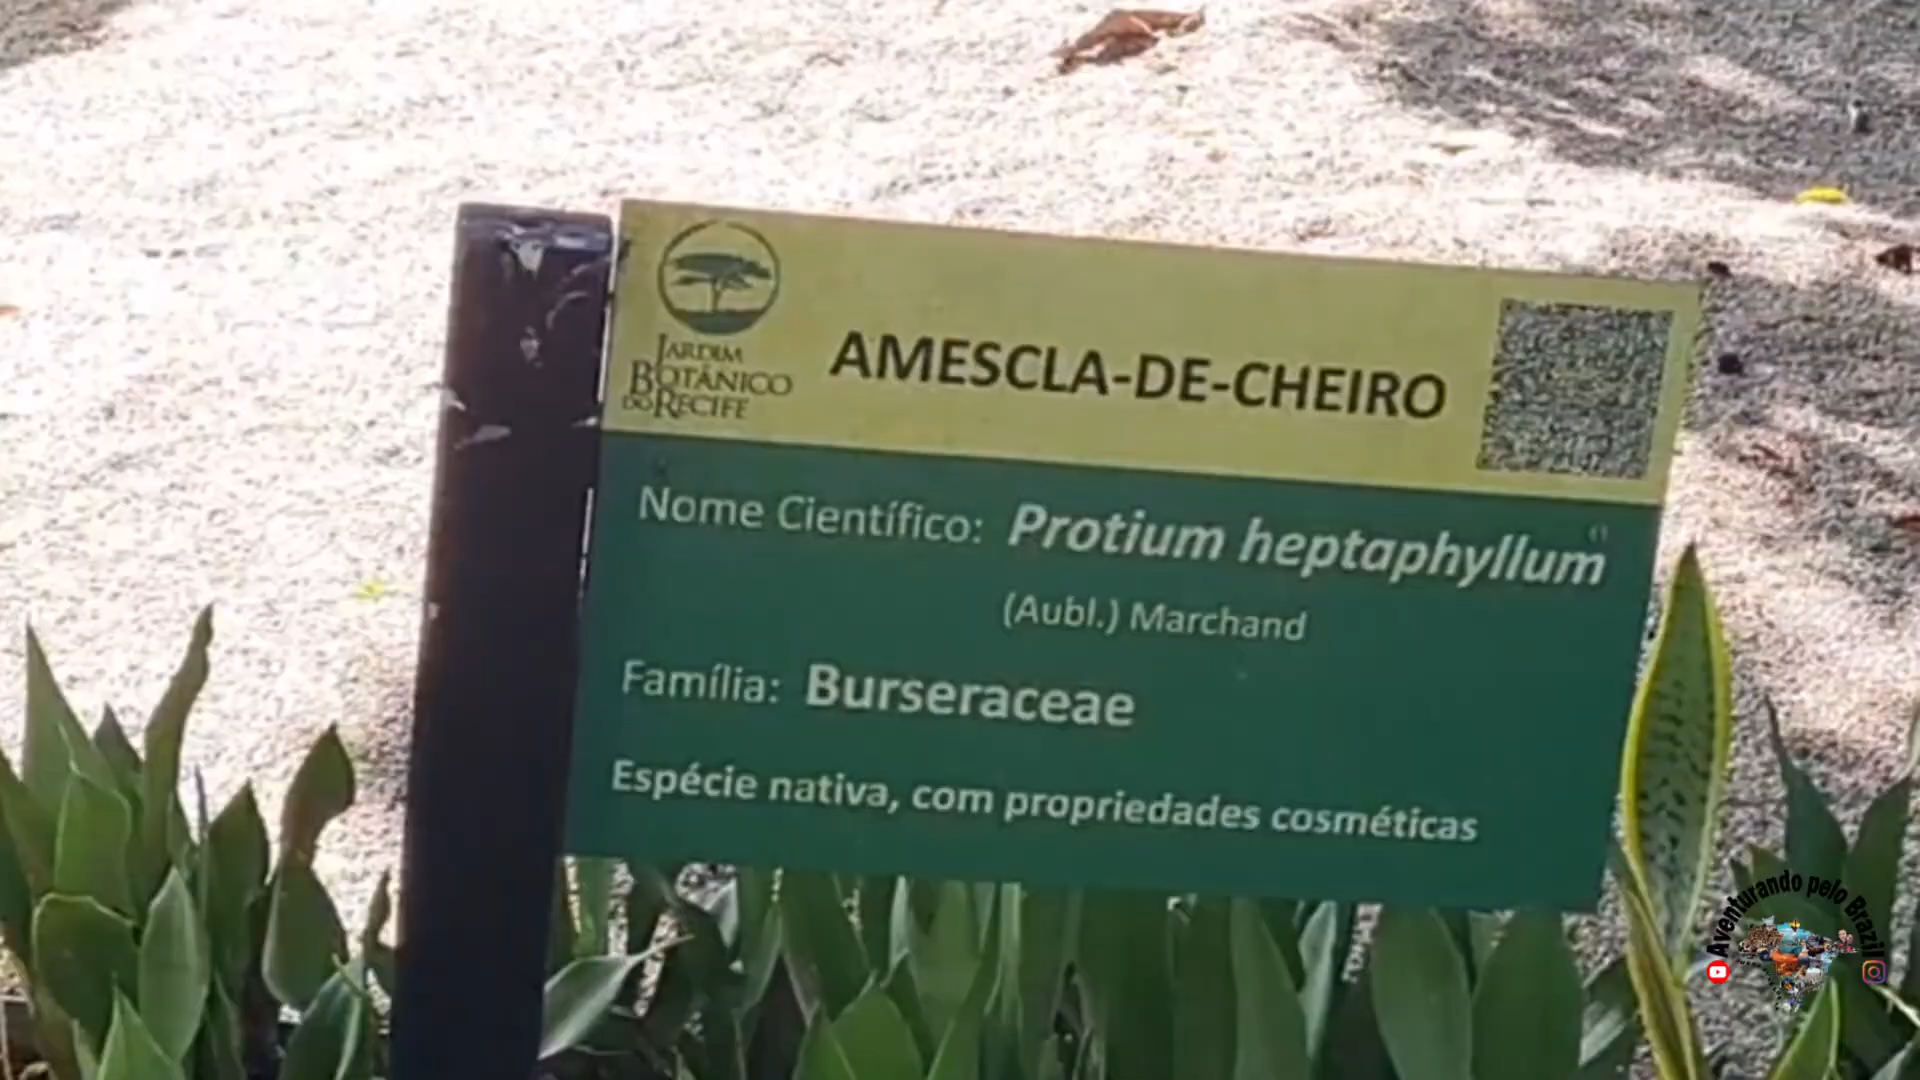 JARDIM
BOTÂNICO
DO RECIFE
AMESCLA-DE-CHEIRO
Nome Científico: Protium heptaphyllum
(Aubl.) Marchand
Família: Burseraceae
Espécie nativa, com propriedades cosméticas
Aventurando pelo Brazil